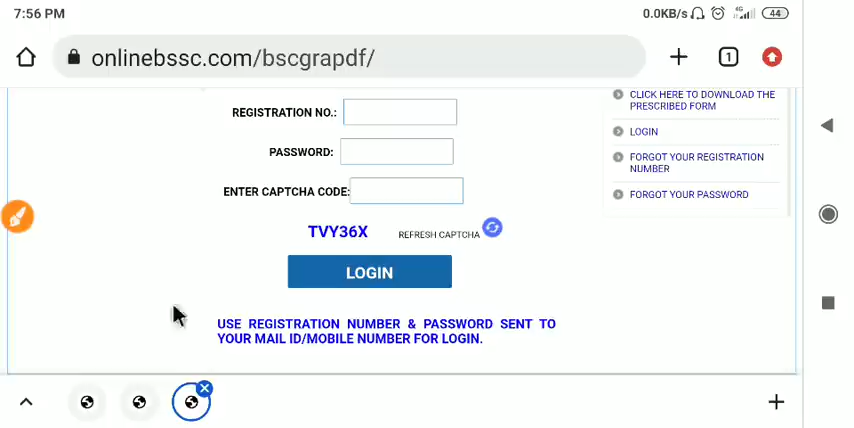 7:56 PM
0.0KB/s 4G 44
onlinebssc.com/bscgrapdf/
1
REGISTRATION NO.:
PASSWORD:
ENTER CAPTCHA CODE:
TVY36X REFRESH CAPTCHA
LOGIN
USE REGISTRATION NUMBER & PASSWORD SENT TO
YOUR MAIL ID/MOBILE NUMBER FOR LOGIN.
CLICK HERE TO DOWNLOAD THE
PRESCRIBED FORM
LOGIN
FORGOT YOUR REGISTRATION
NUMBER
FORGOT YOUR PASSWORD